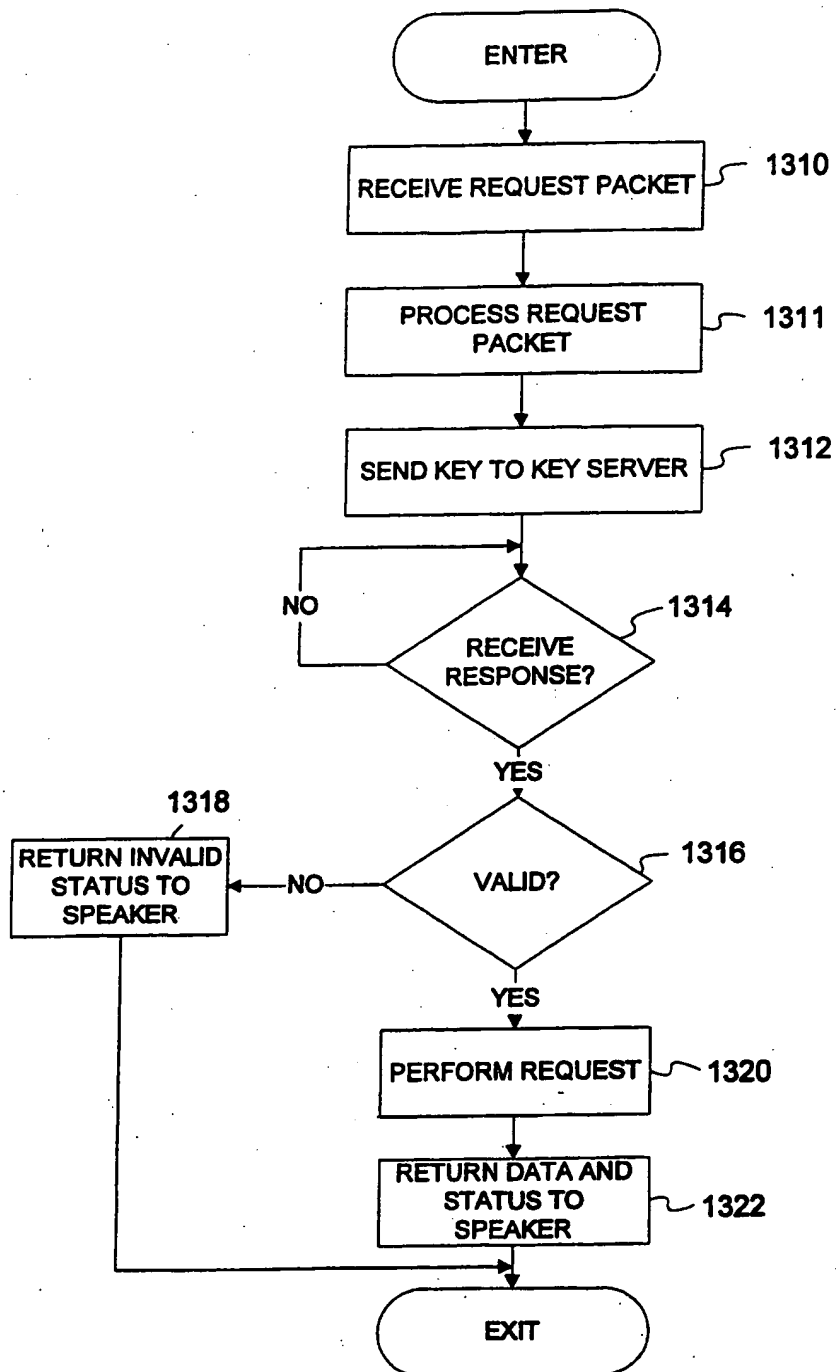 ENTER
RECEIVE REQUEST PACKET
1310
PROCESS REQUEST
PACKET
1311
SEND KEY TO KEY SERVER
1312
NO
RECEIVE
RESPONSE?
1314
YES
1318
RETURN INVALID
STATUS TO
SPEAKER
NO
VALID?
1316
YES
PERFORM REQUEST
1320
RETURN DATA AND
STATUS TO
SPEAKER
1322
EXIT